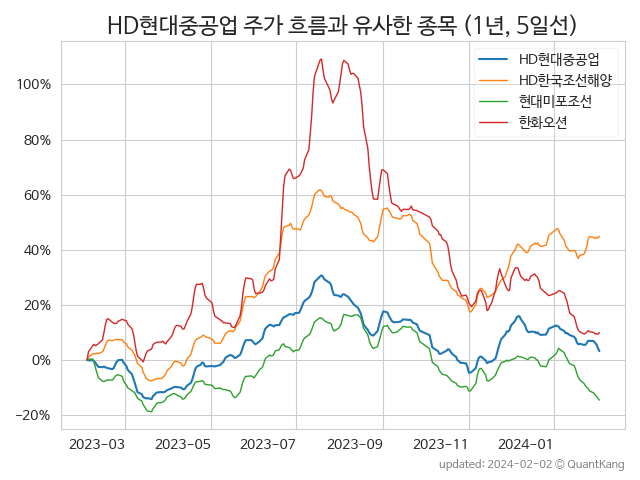 HD현대중공업 주가 흐름과 유사한 종목 (1년, 5일선)
HD현대중공업
HD한국조선해양
현대미포조선
한화오션
100%
80%
60%
40%
20%
0%
−20%
2023-03
2023-05
2023-07
2023-09
2023-11
2024-01
updated: 2024-02-02 © QuantKang